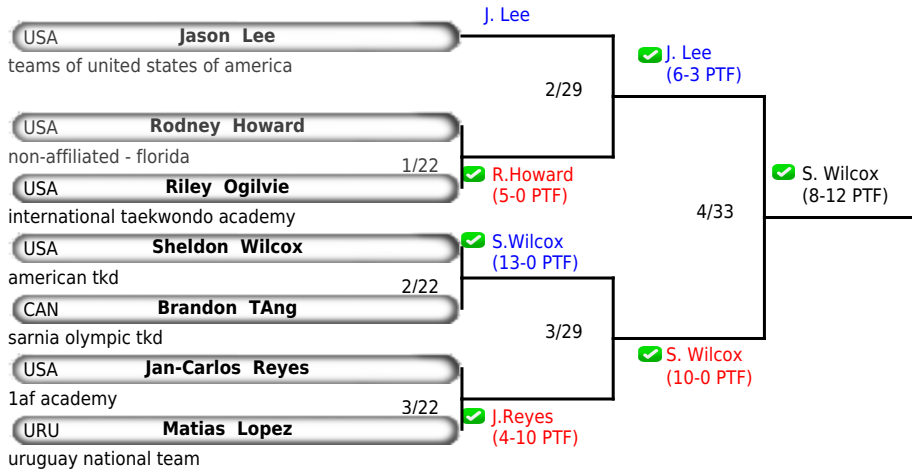 J. Lee
USA Jason Lee
teams of united states of america
J. Lee
(6-3 PTF)
2/29
USA Rodney Howard
non-affiliated - florida
1/22
R.Howard
(5-0 PTF)
USA Riley Ogilvie
international taekwondo academy
S. Wilcox
(8-12 PTF)
4/33
USA Sheldon Wilcox
american tkd
S.Wilcox
(13-0 PTF)
2/22
CAN Brandon TAng
sarnia olympic tkd
3/29
USA Jan-Carlos Reyes
1af academy
S. Wilcox
(10-0 PTF)
3/22
J.Reyes
(4-10 PTF)
URU Matias Lopez
uruguay national team